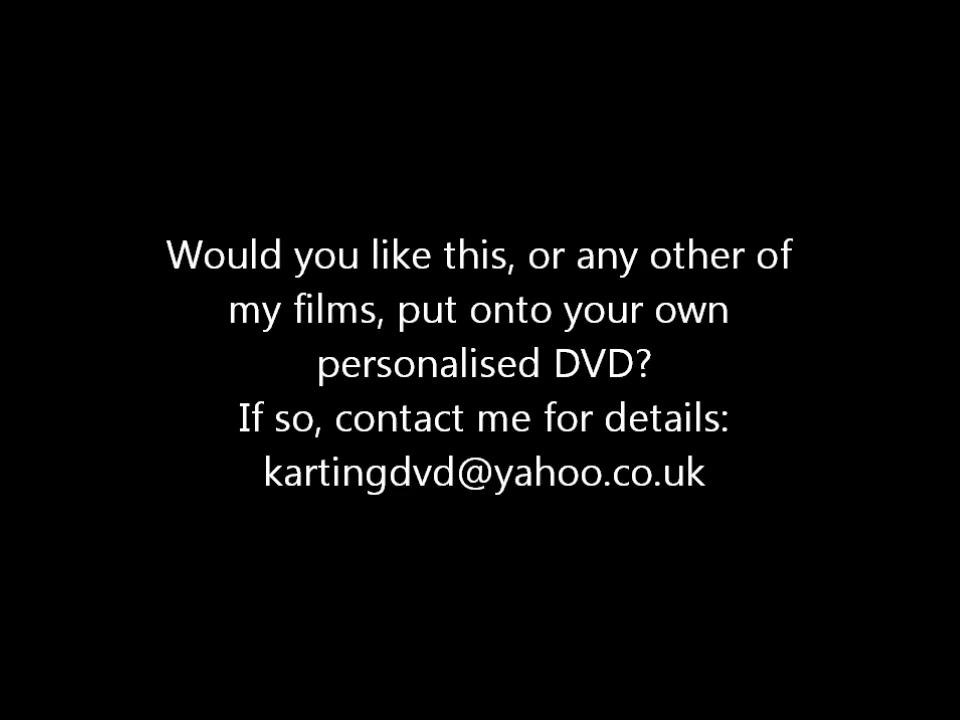 Would you like this, or any other of
my films, put onto your own
personalised DVD?
If so, contact me for details:
kartingdvd@yahoo.co.uk